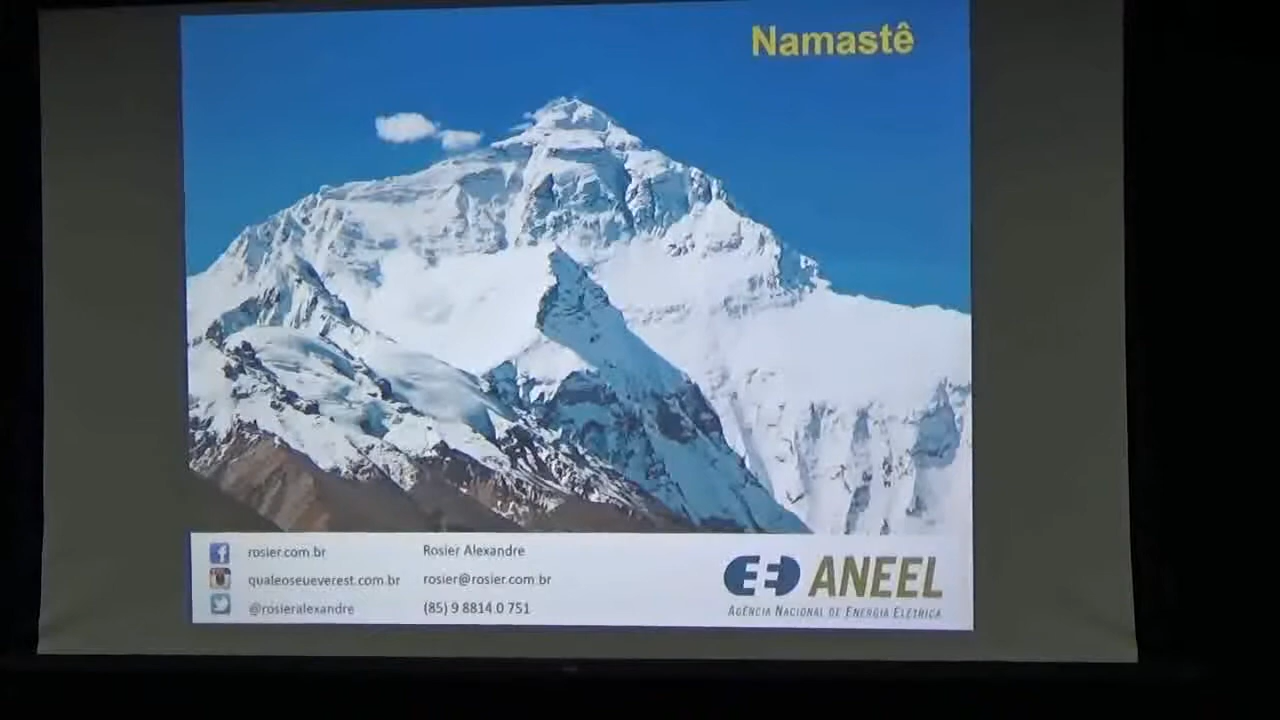 Namastê
rosier.com.br
qualeoseueverest.com.br
@rosieralexandre
Rosier Alexandre
rosier@rosier.com.br
(85) 9 8814 0 751
ANEEL
AGÊNCIA NACIONAL DE ENERGIA ELÉTRICA